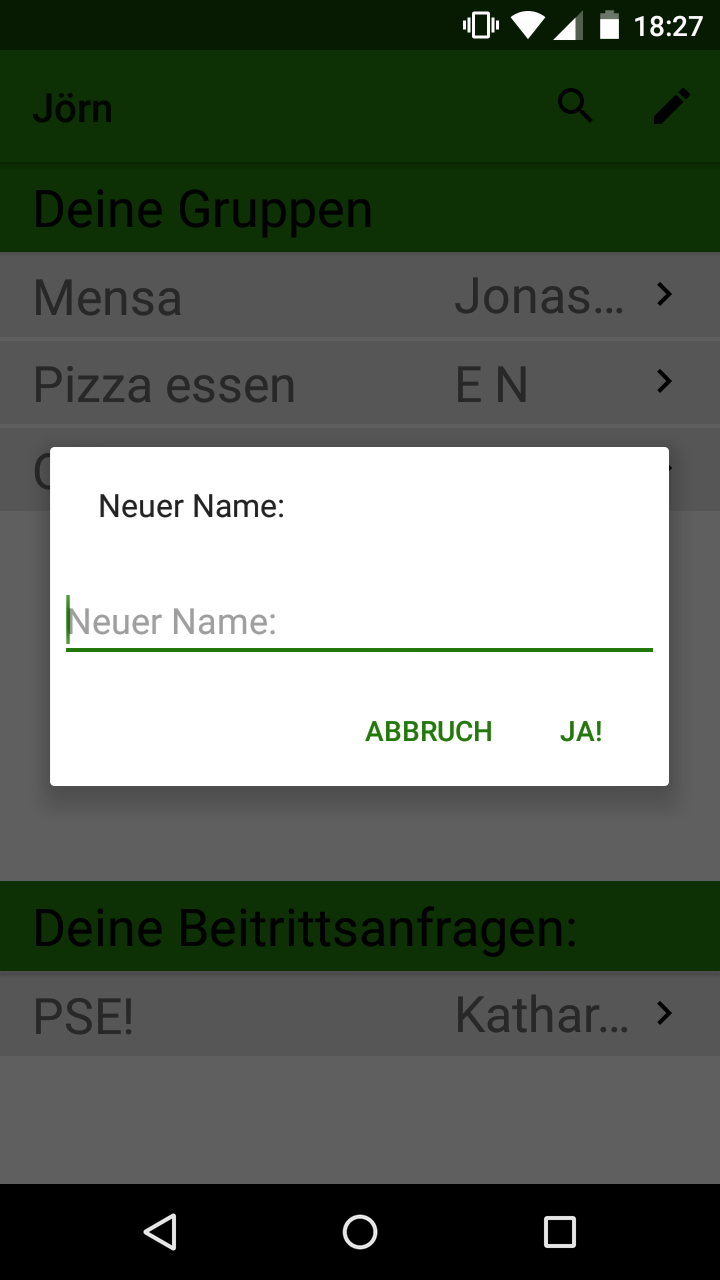 18:27
Jörn
Deine Gruppen
Mensa Jonas...
Pizza essen E N
Neuer Name:
Neuer Name:
ABBRUCH JA!
Deine Beitrittsanfragen:
PSE! Kathar...